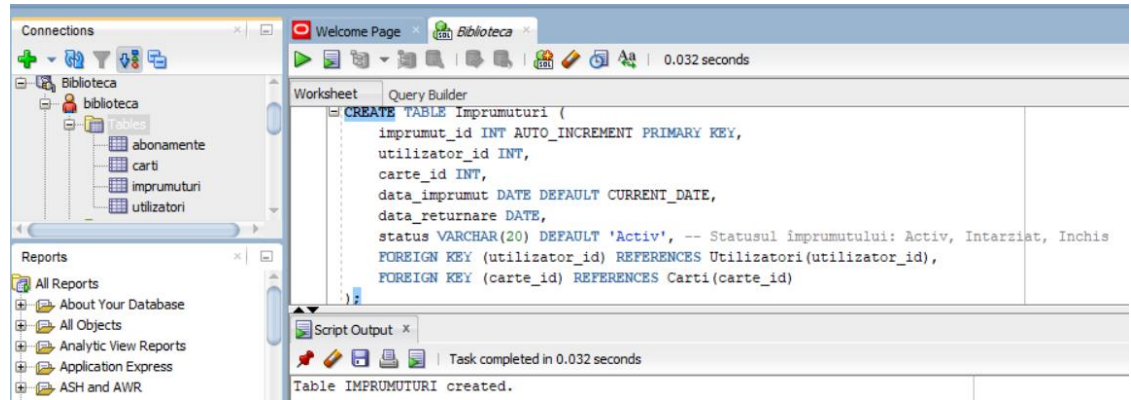 Connections
Biblioteca
biblioteca
Tables
abonamente
carti
imprumuturi
utilizatori
Reports
All Reports
About Your Database
All Objects
Analytic View Reports
Application Express
ASH and AWR
Welcome Page
Biblioteca
0.032 seconds
Worksheet Query Builder
CREATE TABLE Imprumuturi (
imprumut_id INT AUTO_INCREMENT PRIMARY KEY,
utilizator_id INT,
carte_id INT,
data_imprumut DATE DEFAULT CURRENT_DATE,
data_returnare DATE,
status VARCHAR(20) DEFAULT 'Activ', -- Statusul împrumutului: Activ, Intarziat, Inchis
FOREIGN KEY (utilizator_id) REFERENCES Utilizatori(utilizator_id),
FOREIGN KEY (carte_id) REFERENCES Carti(carte_id)
);
Script Output x
Task completed in 0.032 seconds
Table IMPRUMUTURI created.